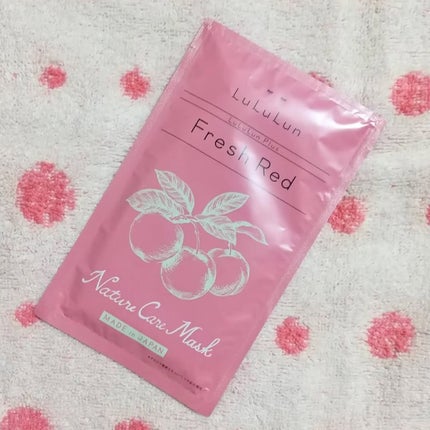 LuLuLun
LuLuLun Plus
Fresh Red
Nature Care Mask
MADE in JAPAN